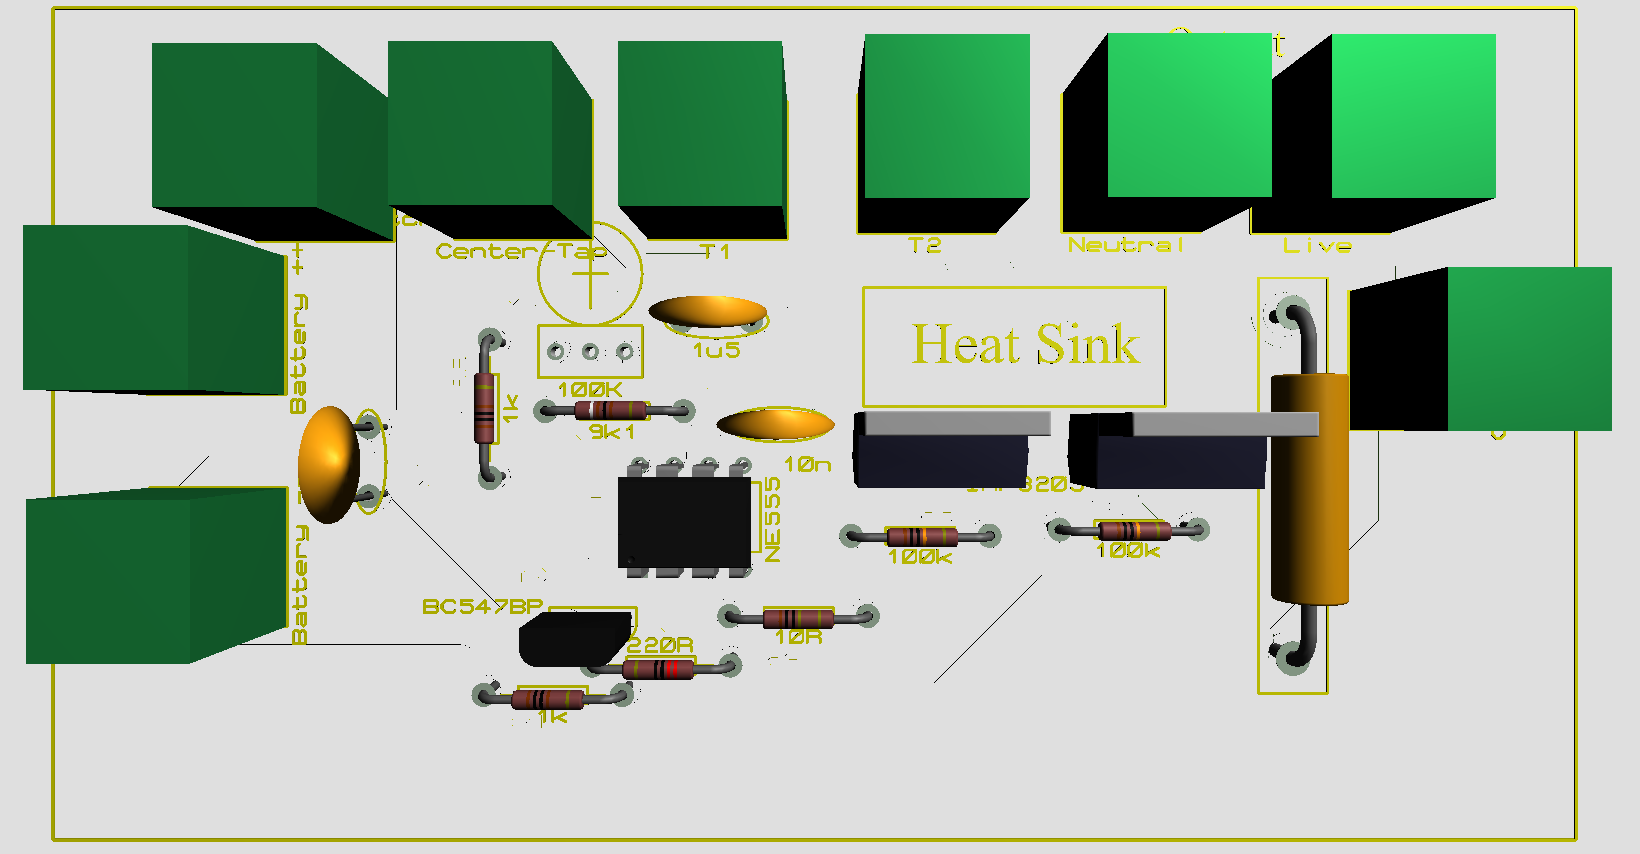 Center-Tap
T1
T2
Neutral
Live
Battery ++
1u5
Heat Sink
100K
1k
9k1
10n
NE555
100k
100k
Battery -
BC547BP
220R
10R
1k